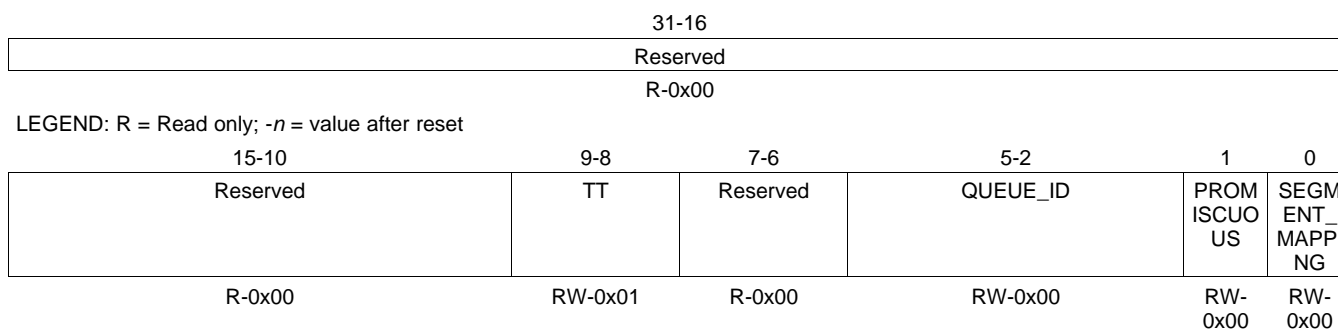 31-16
Reserved
R-0x00
LEGEND: R = Read only; -n = value after reset
15-10 9-8 7-6 5-2 1 0
Reserved TT Reserved QUEUE_ID PROM SEGM
ISCUO ENT_
US MAPPI
NG
R-0x00 RW-0x01 R-0x00 RW-0x00 RW- RW-
0x00 0x00